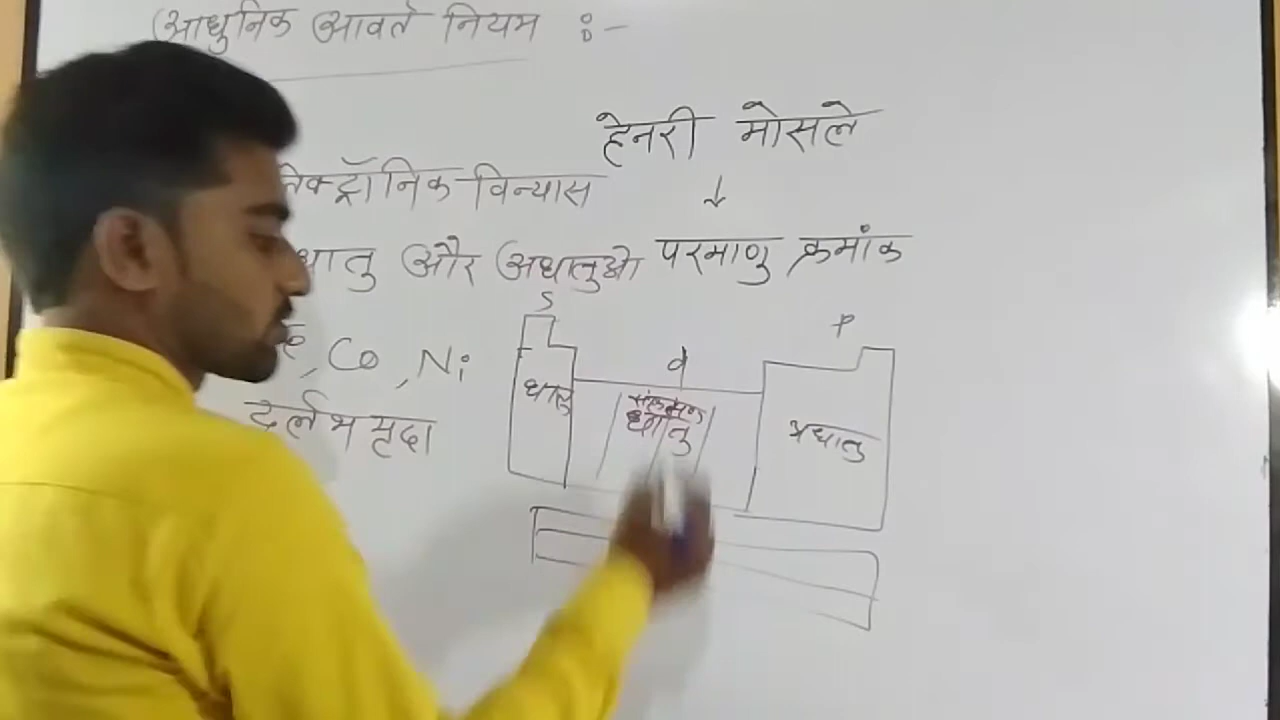 आधुनिक आवर्त नियम :-
हेनरी मोसले
↓
क्ट्रॉनिक विन्यास
धातु और अधातुओ
परमाणु क्रमांक
s
p
d
, Co, Ni
धातु
संक्रमण
धातु
अधातु
दुर्लभ मृदा